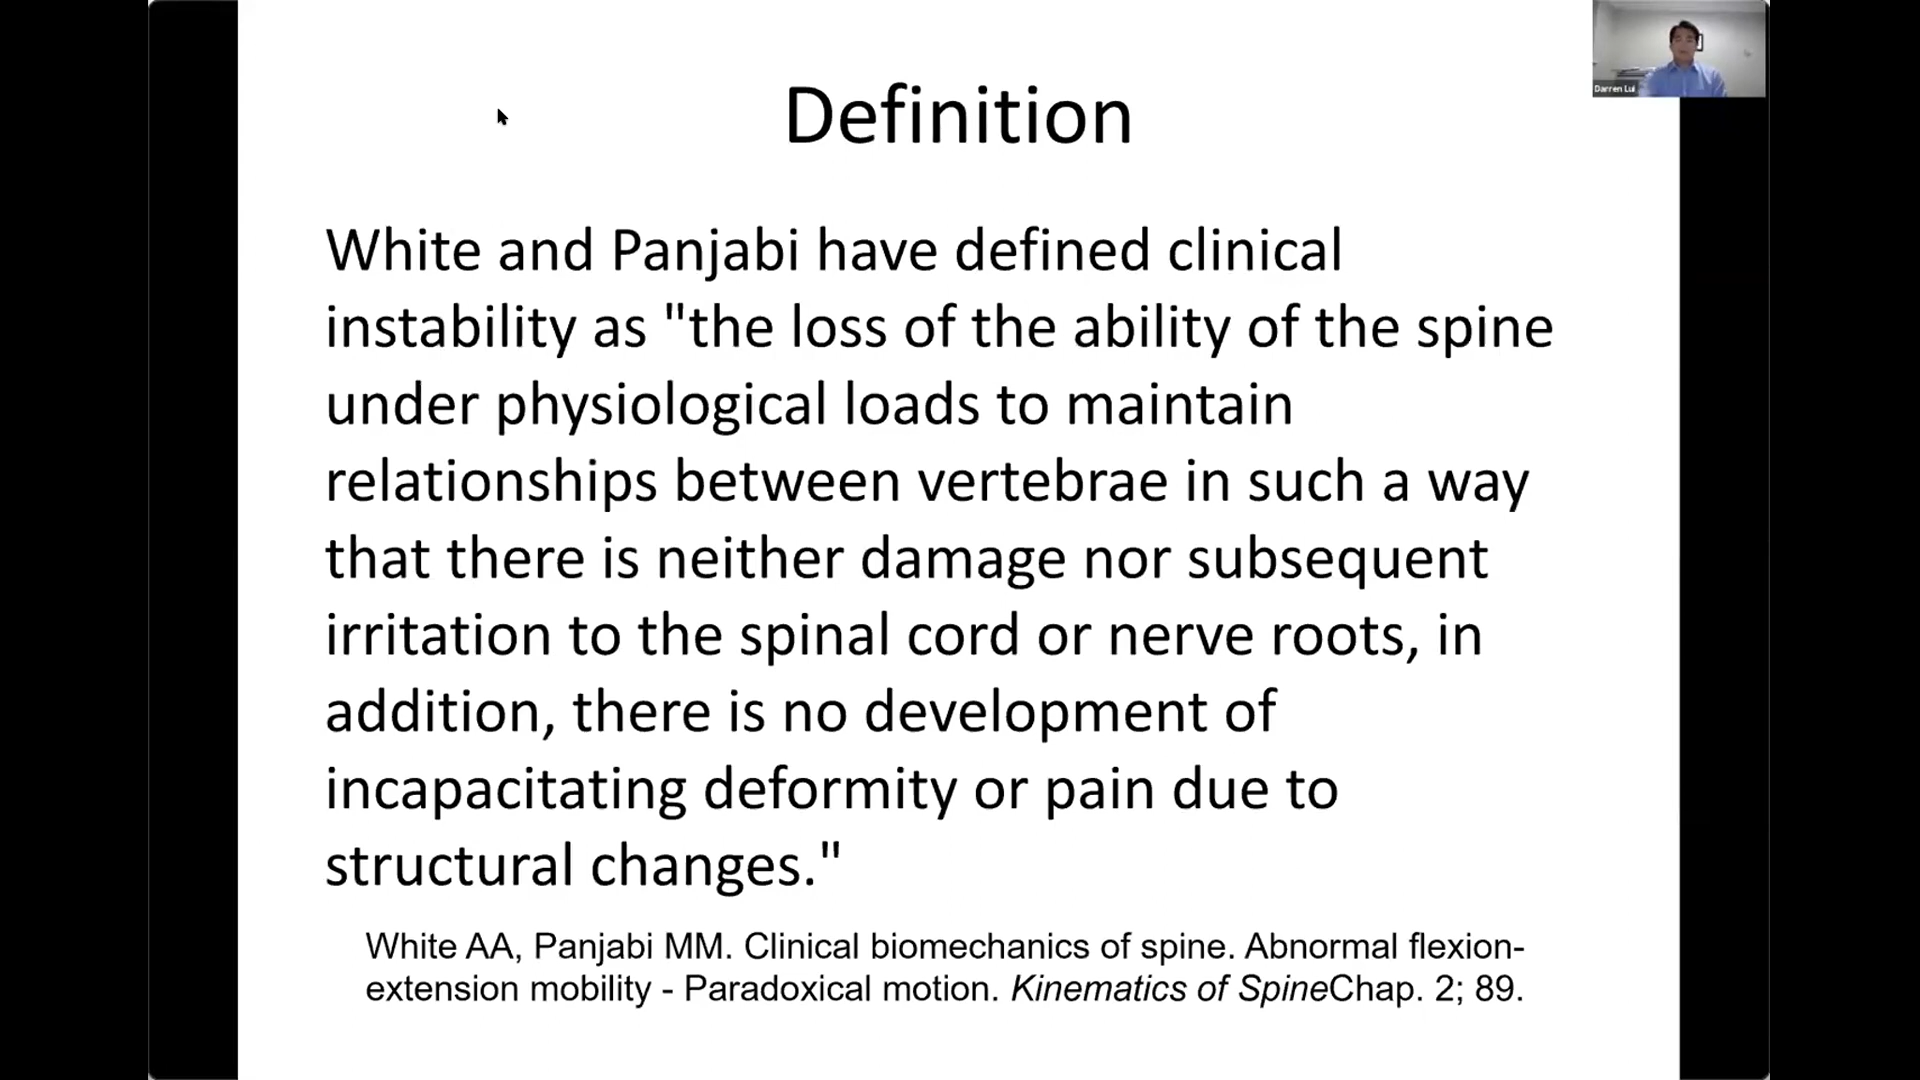 Definition
Darren Lui
White and Panjabi have defined clinical
instability as "the loss of the ability of the spine
under physiological loads to maintain
relationships between vertebrae in such a way
that there is neither damage nor subsequent
irritation to the spinal cord or nerve roots, in
addition, there is no development of
incapacitating deformity or pain due to
structural changes."
White AA, Panjabi MM. Clinical biomechanics of spine. Abnormal flexion-
extension mobility - Paradoxical motion. Kinematics of SpineChap. 2; 89.